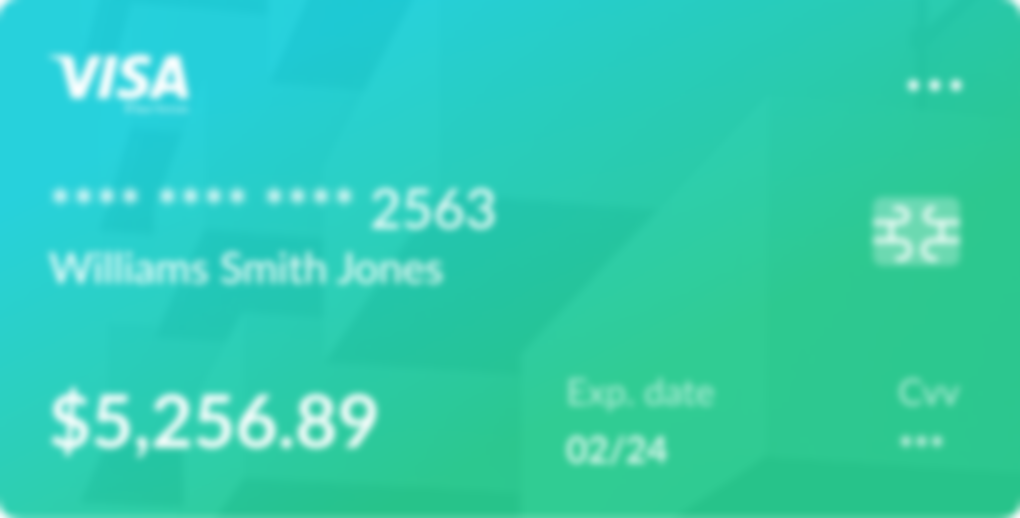 VISA
•••• •••• •••• 2563
Williams Smith Jones
$5,256.89
Exp. date
02/24
Cvv
•••